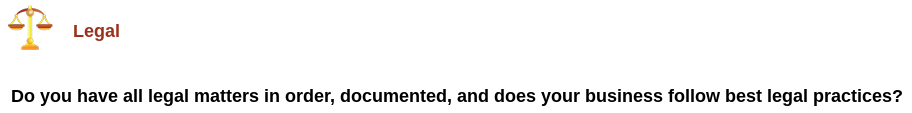 Legal
Do you have all legal matters in order, documented, and does your business follow best legal practices?